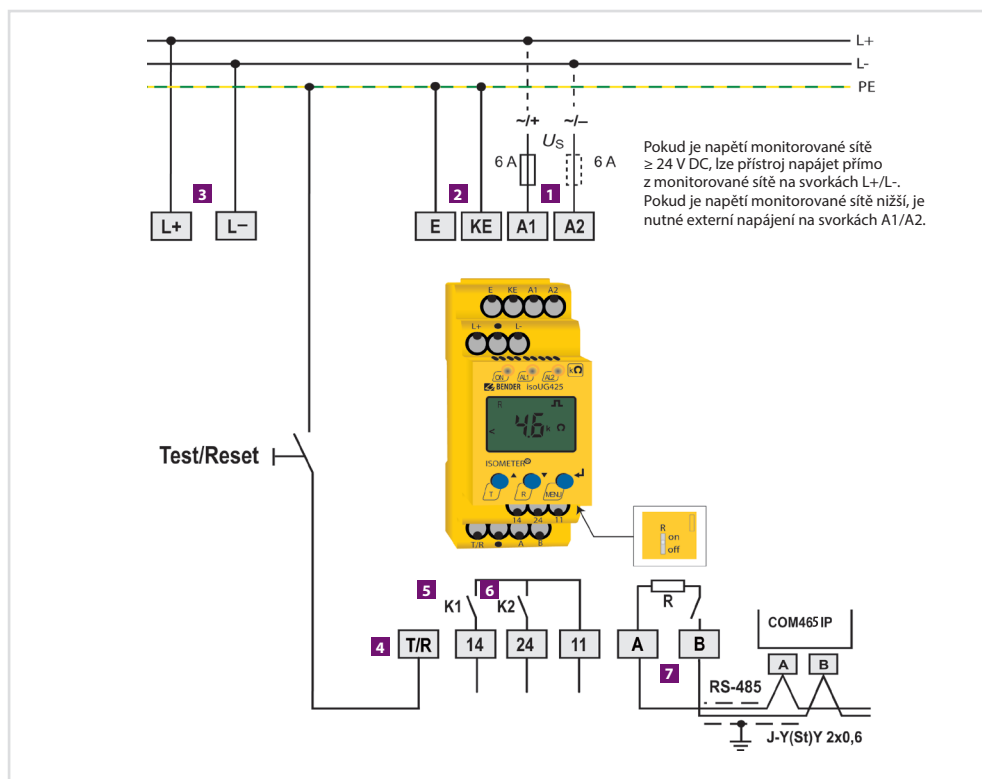 L+
L-
PE
~/+
~/–
US
6 A
6 A
Pokud je napětí monitorované sítě
≥ 24 V DC, lze přístroj napájet přímo
z monitorované sítě na svorkách L+/L-.
Pokud je napětí monitorované sítě nižší, je
nutné externí napájení na svorkách A1/A2.
3
2
1
L+
L–
E
KE
A1
A2
E KE A1 A2
L+ L-
ON AL1 AL2 kΩ
BENDER isoUG425
R
< 4.6 k Ω
ISOMETER®
T R MENU
14 24 11
T/R A B
Test/Reset
R
on
off
5
K1
6
K2
R
COM465IP
4
T/R
14
24
11
A
B
A
B
7
RS-485
J-Y(St)Y 2x0,6